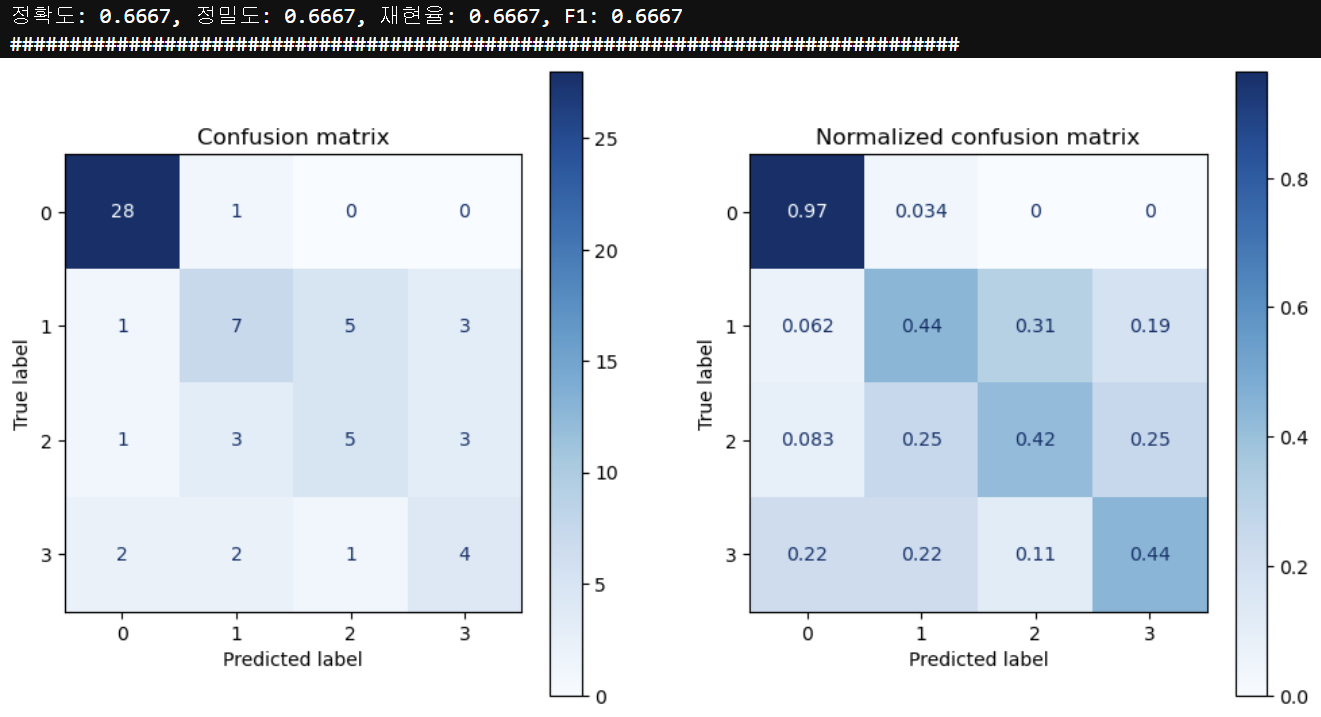 정확도: 0.6667, 정밀도: 0.6667, 재현율: 0.6667, F1: 0.6667
################################################################################
Confusion matrix
28 1 0 0
1 7 5 3
1 3 5 3
2 2 1 4
0
1
2
3
True label
0 1 2 3
Predicted label
25
20
15
10
5
0
Normalized confusion matrix
0.97 0.034 0 0
0.062 0.44 0.31 0.19
0.083 0.25 0.42 0.25
0.22 0.22 0.11 0.44
0
1
2
3
True label
0 1 2 3
Predicted label
0.8
0.6
0.4
0.2
0.0